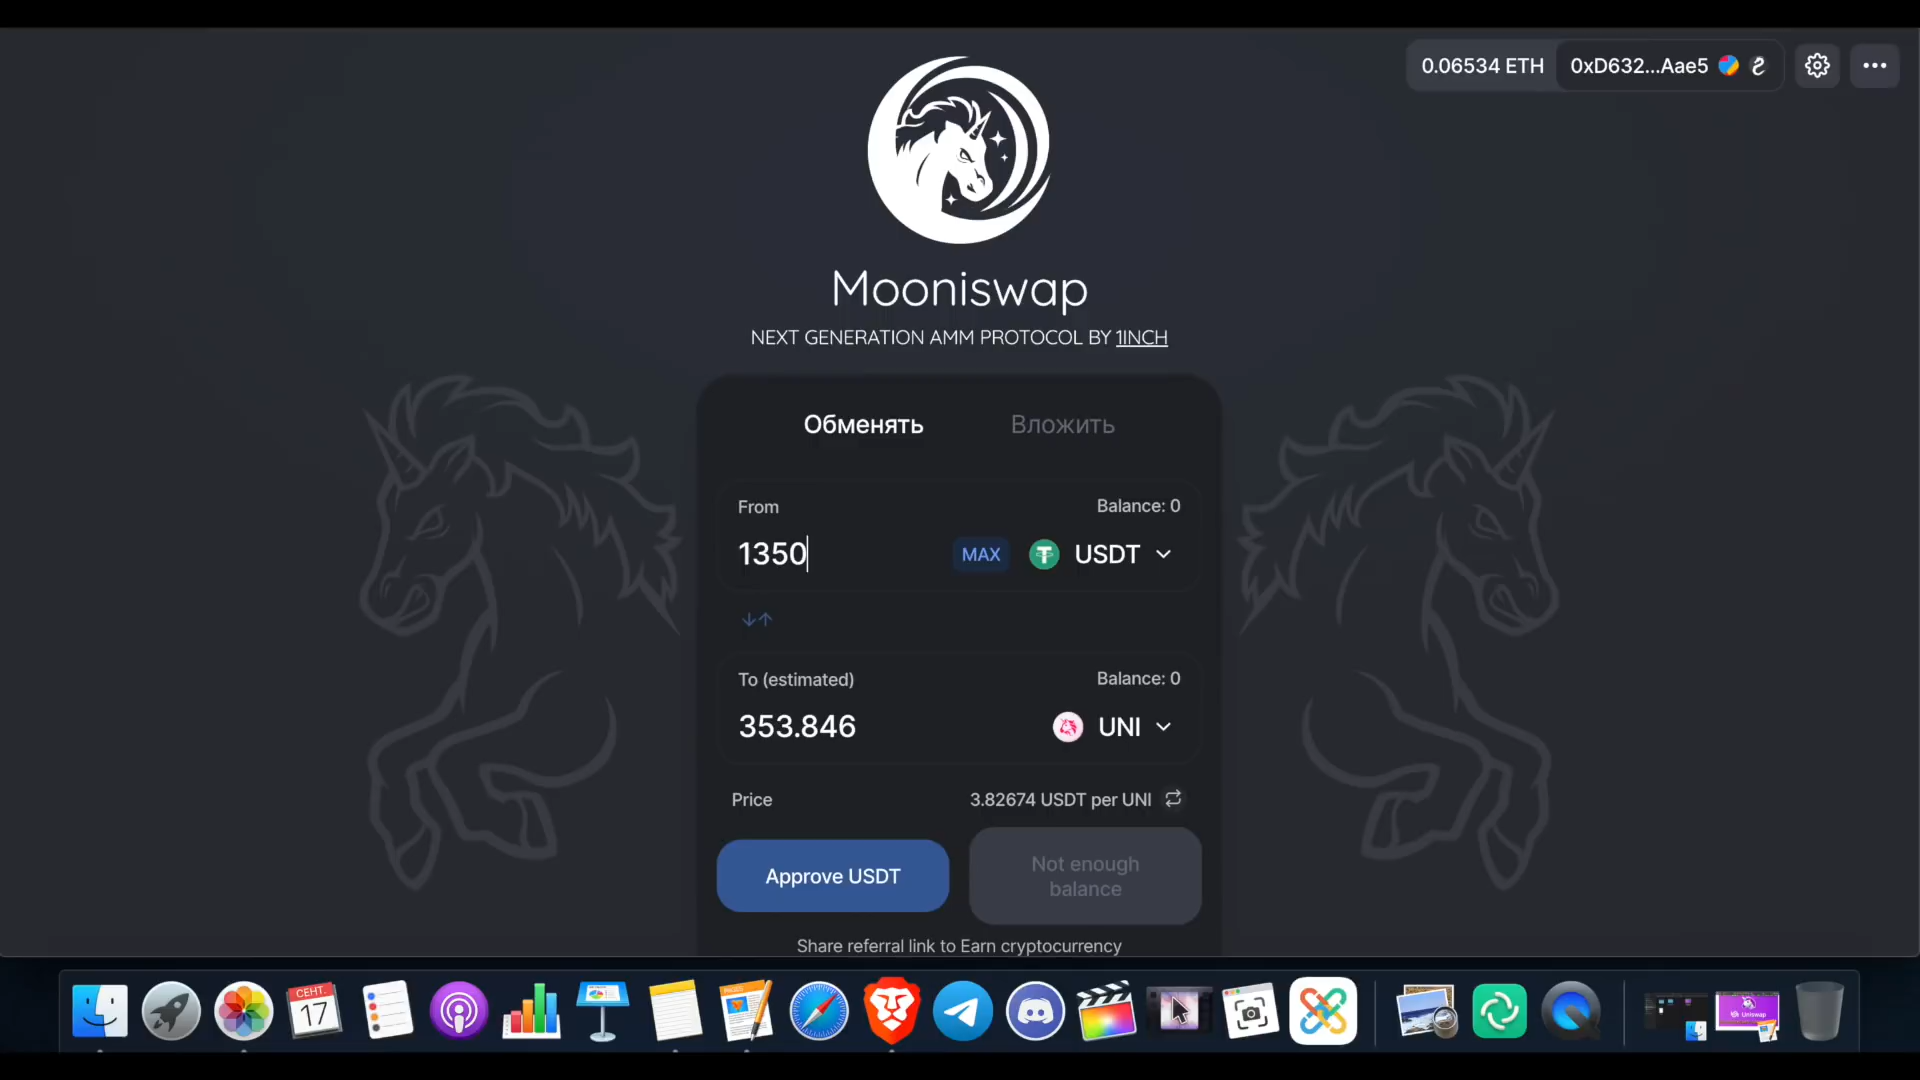 0.06534 ETH
0xD632...Aae5
Mooniswap
NEXT GENERATION AMM PROTOCOL BY 1INCH
Обменять
Вложить
From
Balance: 0
1350
MAX
USDT
To (estimated)
Balance: 0
353.846
UNI
Price
3.82674 USDT per UNI
Approve USDT
Not enough
balance
Share referral link to Earn cryptocurrency
СЕНТ.
17
PAGES
Uniswap